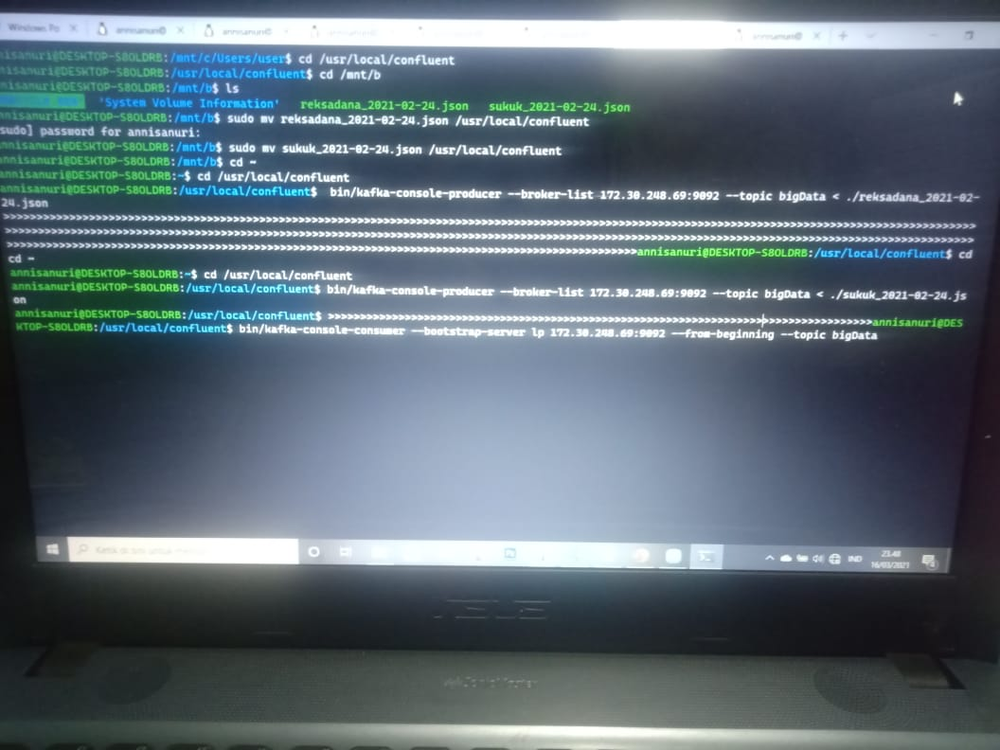 Windows Po × annisanuri@ × annisanuri@ annisanuri@ annisanuri@ × +
nisanuri@DESKTOP-S8OLDRB:/mnt/c/Users/user$ cd /usr/local/confluent
nisanuri@DESKTOP-S8OLDRB:/usr/local/confluent$ cd /mnt/b
nisanuri@DESKTOP-S8OLDRB:/mnt/b$ ls
'System Volume Information' reksadana_2021-02-24.json sukuk_2021-02-24.json
annisanuri@DESKTOP-S8OLDRB:/mnt/b$ sudo mv reksadana_2021-02-24.json /usr/local/confluent
sudo] password for annisanuri:
annisanuri@DESKTOP-S8OLDRB:/mnt/b$ sudo mv sukuk_2021-02-24.json /usr/local/confluent
annisanuri@DESKTOP-S8OLDRB:/mnt/b$ cd ~
annisanuri@DESKTOP-S8OLDRB:~$ cd /usr/local/confluent
annisanuri@DESKTOP-S8OLDRB:/usr/local/confluent$ bin/kafka-console-producer --broker-list 172.30.248.69:9092 --topic bigData < ./reksadana_2021-02-
24.json
>>>>>>>>>>>>>>>>>>>>>>>>>>>>>>>>>>>>>>>>>>>>>>>>>>>>>>>>>>>>>>>>>>>>>>>>>>>>>>>>>>>>>>>>>>>>>>>>>>>>>>>>>>>>>>>>>>>>>>>>>>>>>>>>>>>>>>>>>>>>>>>>>>>
>>>>>>>>>>>>>>>>>>>>>>>>>>>>>>>>>>>>>>>>>>>>>>>>>>>>>>>>>>>>>>>>>>>>>>>>>>>>>>>>>>>>>>>>>>>>>>>>>>>>>>>>>>>>>>>>>>>>>>>>>>>>>>>>>>>>>>>>>>>>>>>>>>>
>>>>>>>>>>>>>>>>>>>>>>>>>>>>>>>>>>>>>>>>>>>>>>>>>>>>>>>>>>>>>>>>>>>>>>>>>>>>>>>>>>>>>>>>>>>>>annisanuri@DESKTOP-S8OLDRB:/usr/local/confluent$ cd
cd ~
annisanuri@DESKTOP-S8OLDRB:~$ cd /usr/local/confluent
annisanuri@DESKTOP-S8OLDRB:/usr/local/confluent$ bin/kafka-console-producer --broker-list 172.30.248.69:9092 --topic bigData < ./sukuk_2021-02-24.js
on
annisanuri@DESKTOP-S8OLDRB:/usr/local/confluent$ >>>>>>>>>>>>>>>>>>>>>>>>>>>>>>>>>>>>>>>>>>>>>>>>>>>>>>>>>>>>>>>>>>>>>>>>>>>>>>>>annisanuri@DES
KTOP-S8OLDRB:/usr/local/confluent$ bin/kafka-console-consumer --bootstrap-server lp 172.30.248.69:9092 --from-beginning --topic bigData
Ketik di sini untuk
IND
23.48
16/03/2021
ASUS